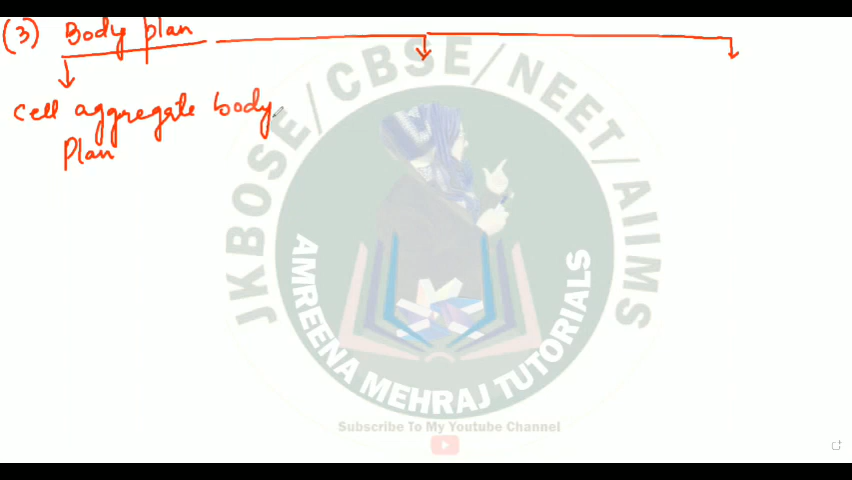 (3) Body plan
Cell aggregate body
Plan
JKBOSE/CBSE/NEET/AIIMS
AMREENA MEHRAJ TUTORIALS
Subscribe To My Youtube Channel